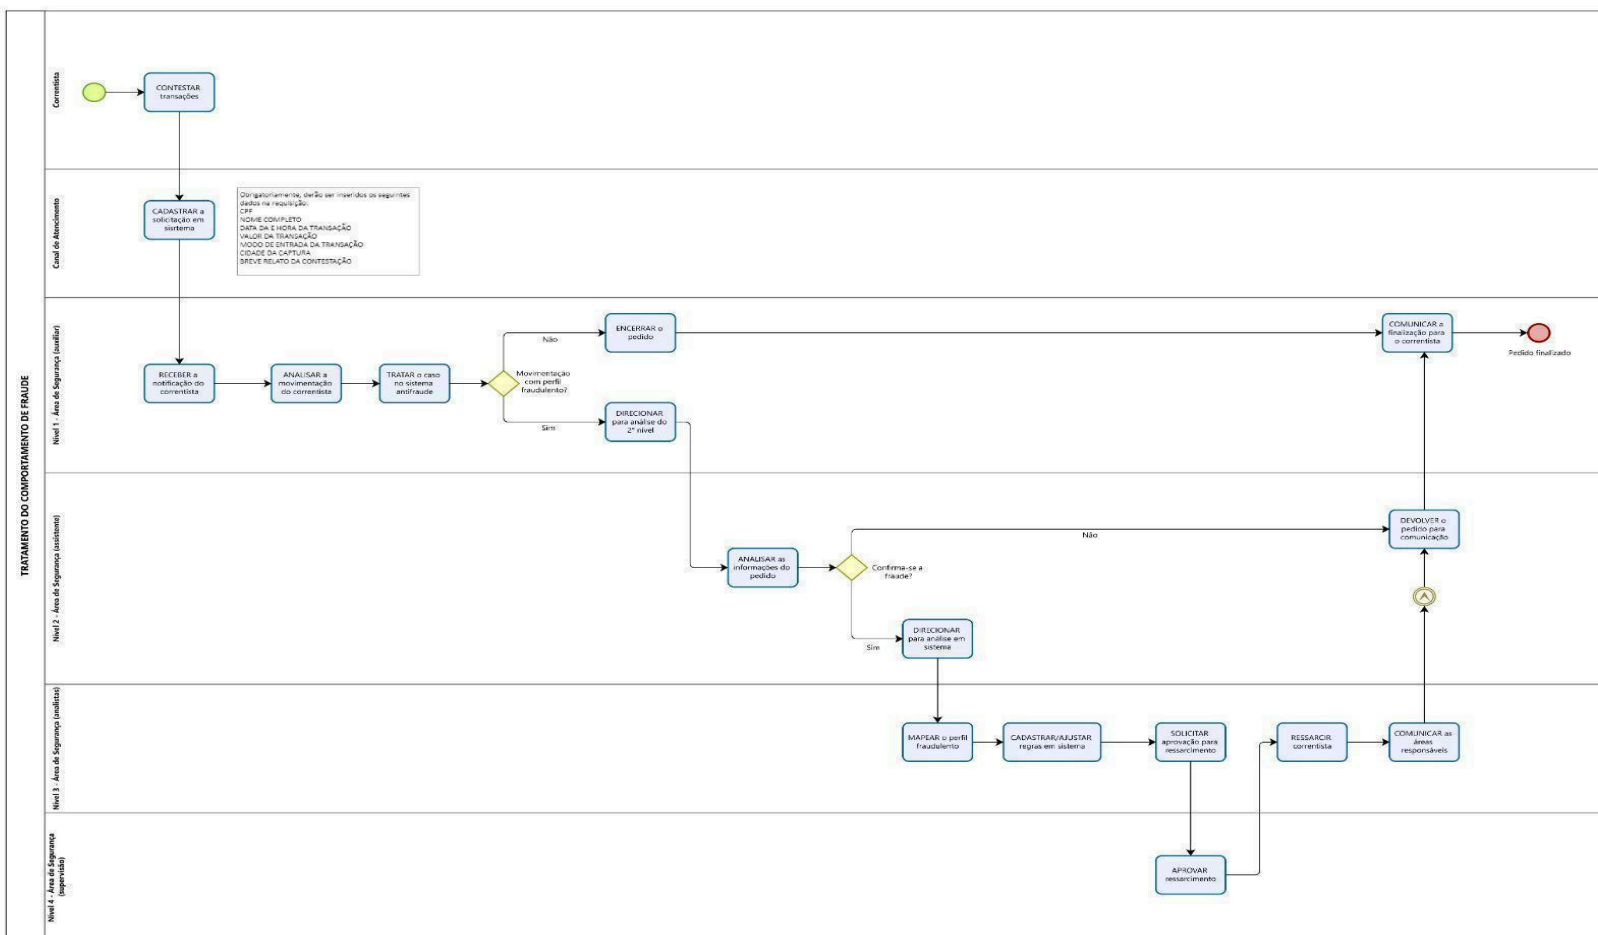 TRATAMENTO DO COMPORTAMENTO DE FRAUDE
Correntista
CONTESTAR
transações
Canal de Atencimento
CADASTRAR a
solicitação em
sisrtema
Obrigatoriamente, derão ser inseridos os seguintes
dados na requisição:
CPF
NOME COMPLETO
DATA DA E HORA DA TRANSAÇÃO
VALOR DA TRANSAÇÃO
MODO DE ENTRADA DA TRANSAÇÃO
CIDADE DA CAPTURA
BREVE RELATO DA CONTESTAÇÃO
Nível 1 - Área de Segurança (auxiliar)
RECEBER a
notificação do
correntista
ANALISAR a
movimentação
do correntista
TRATAR o caso
no sistema
antifraude
Movimentação
com perfil
fraudulento?
Não
ENCERRAR o
pedido
Sim
DIRECIONAR
para análise do
2° nível
COMUNICAR a
finalização para
o correntista
Pedido finalizado
Nível 2 - Área de Segurança (assistente)
ANALISAR as
informações do
pedido
Confirma-se a
fraude?
Não
Sim
DIRECIONAR
para análise em
sistema
DEVOLVER o
pedido para
comunicação
Nível 3 - Área de Segurança (analistas)
MAPEAR o perfil
fraudulento
CADASTRAR/AJUSTAR
regras em sistema
SOLICITAR
aprovação para
ressarcimento
RESSARCIR
correntista
COMUNICAR as
áreas
responsáveis
Nível 4 - Área de Segurança
(supervisão)
APROVAR
ressarcimento